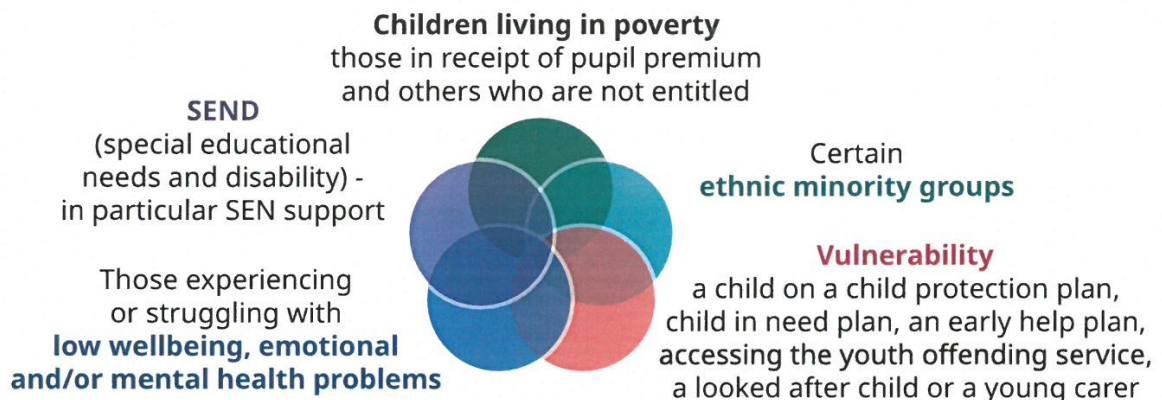 Children living in poverty
those in receipt of pupil premium
and others who are not entitled
SEND
(special educational
needs and disability) -
in particular SEN support
Certain
ethnic minority groups
Vulnerability
a child on a child protection plan,
child in need plan, an early help plan,
accessing the youth offending service,
a looked after child or a young carer
Those experiencing
or struggling with
low wellbeing, emotional
and/or mental health problems